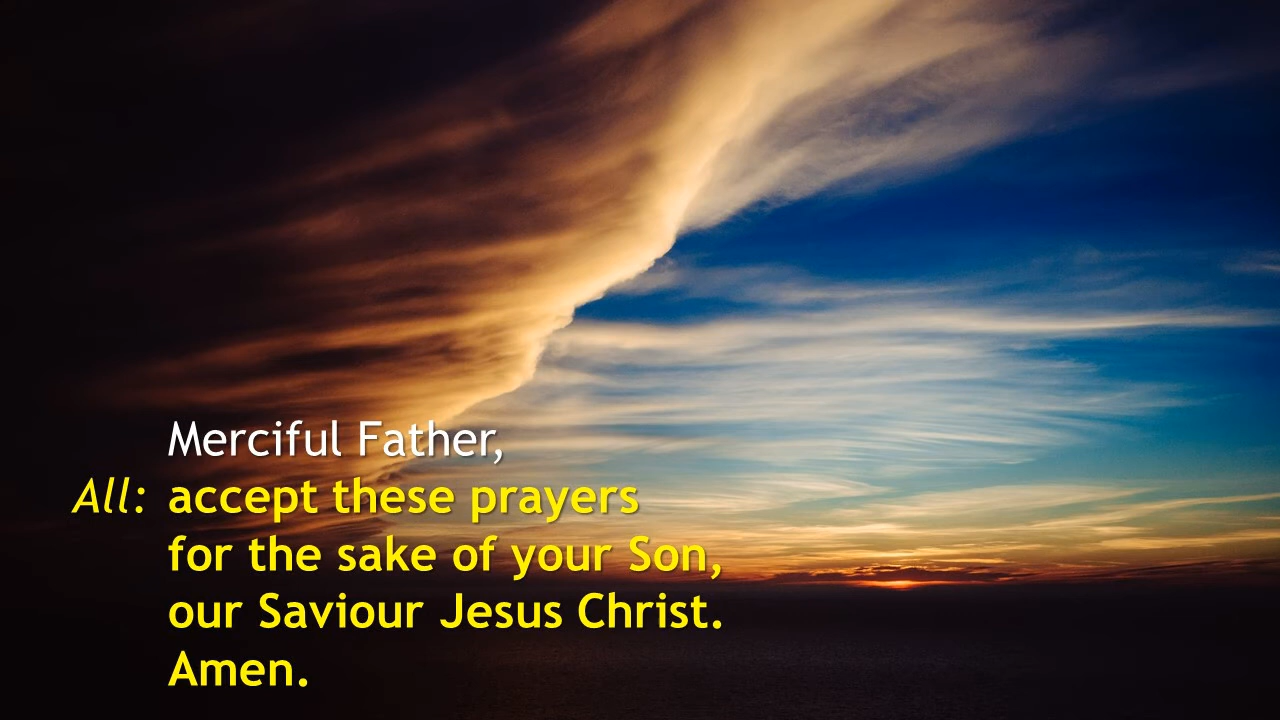 Merciful Father,
All: accept these prayers
for the sake of your Son,
our Saviour Jesus Christ.
Amen.